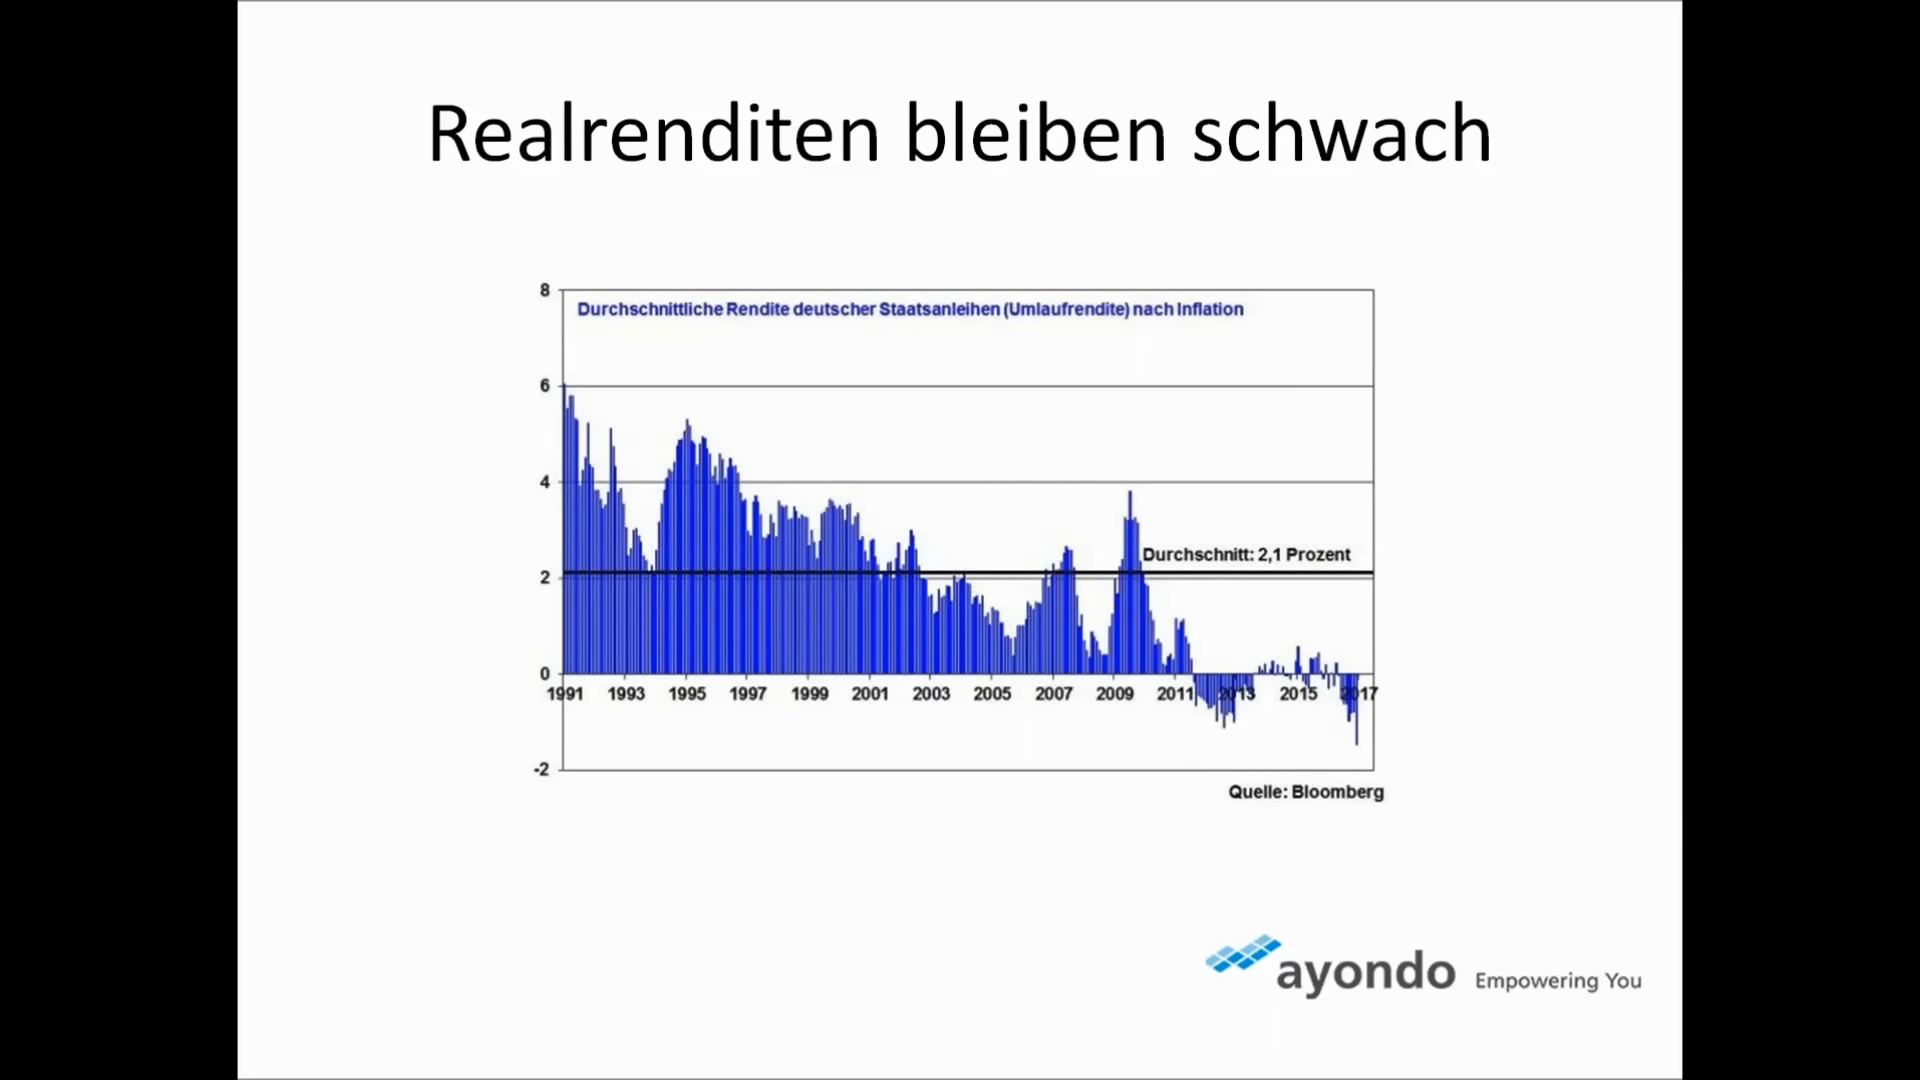 Realrenditen bleiben schwach
8
Durchschnittliche Rendite deutscher Staatsanleihen (Umlaufrendite) nach Inflation
6
4
Durchschnitt: 2,1 Prozent
2
0
1991 1993 1995 1997 1999 2001 2003 2005 2007 2009 2011 2013 2015 2017
-2
Quelle: Bloomberg
ayondo Empowering You